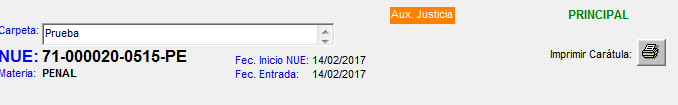 Aux. Justicia PRINCIPAL
Carpeta: Prueba
Imprimir Carátula:
NUE: 71-000020-0515-PE Fec. Inicio NUE: 14/02/2017
Materia: PENAL Fec. Entrada: 14/02/2017